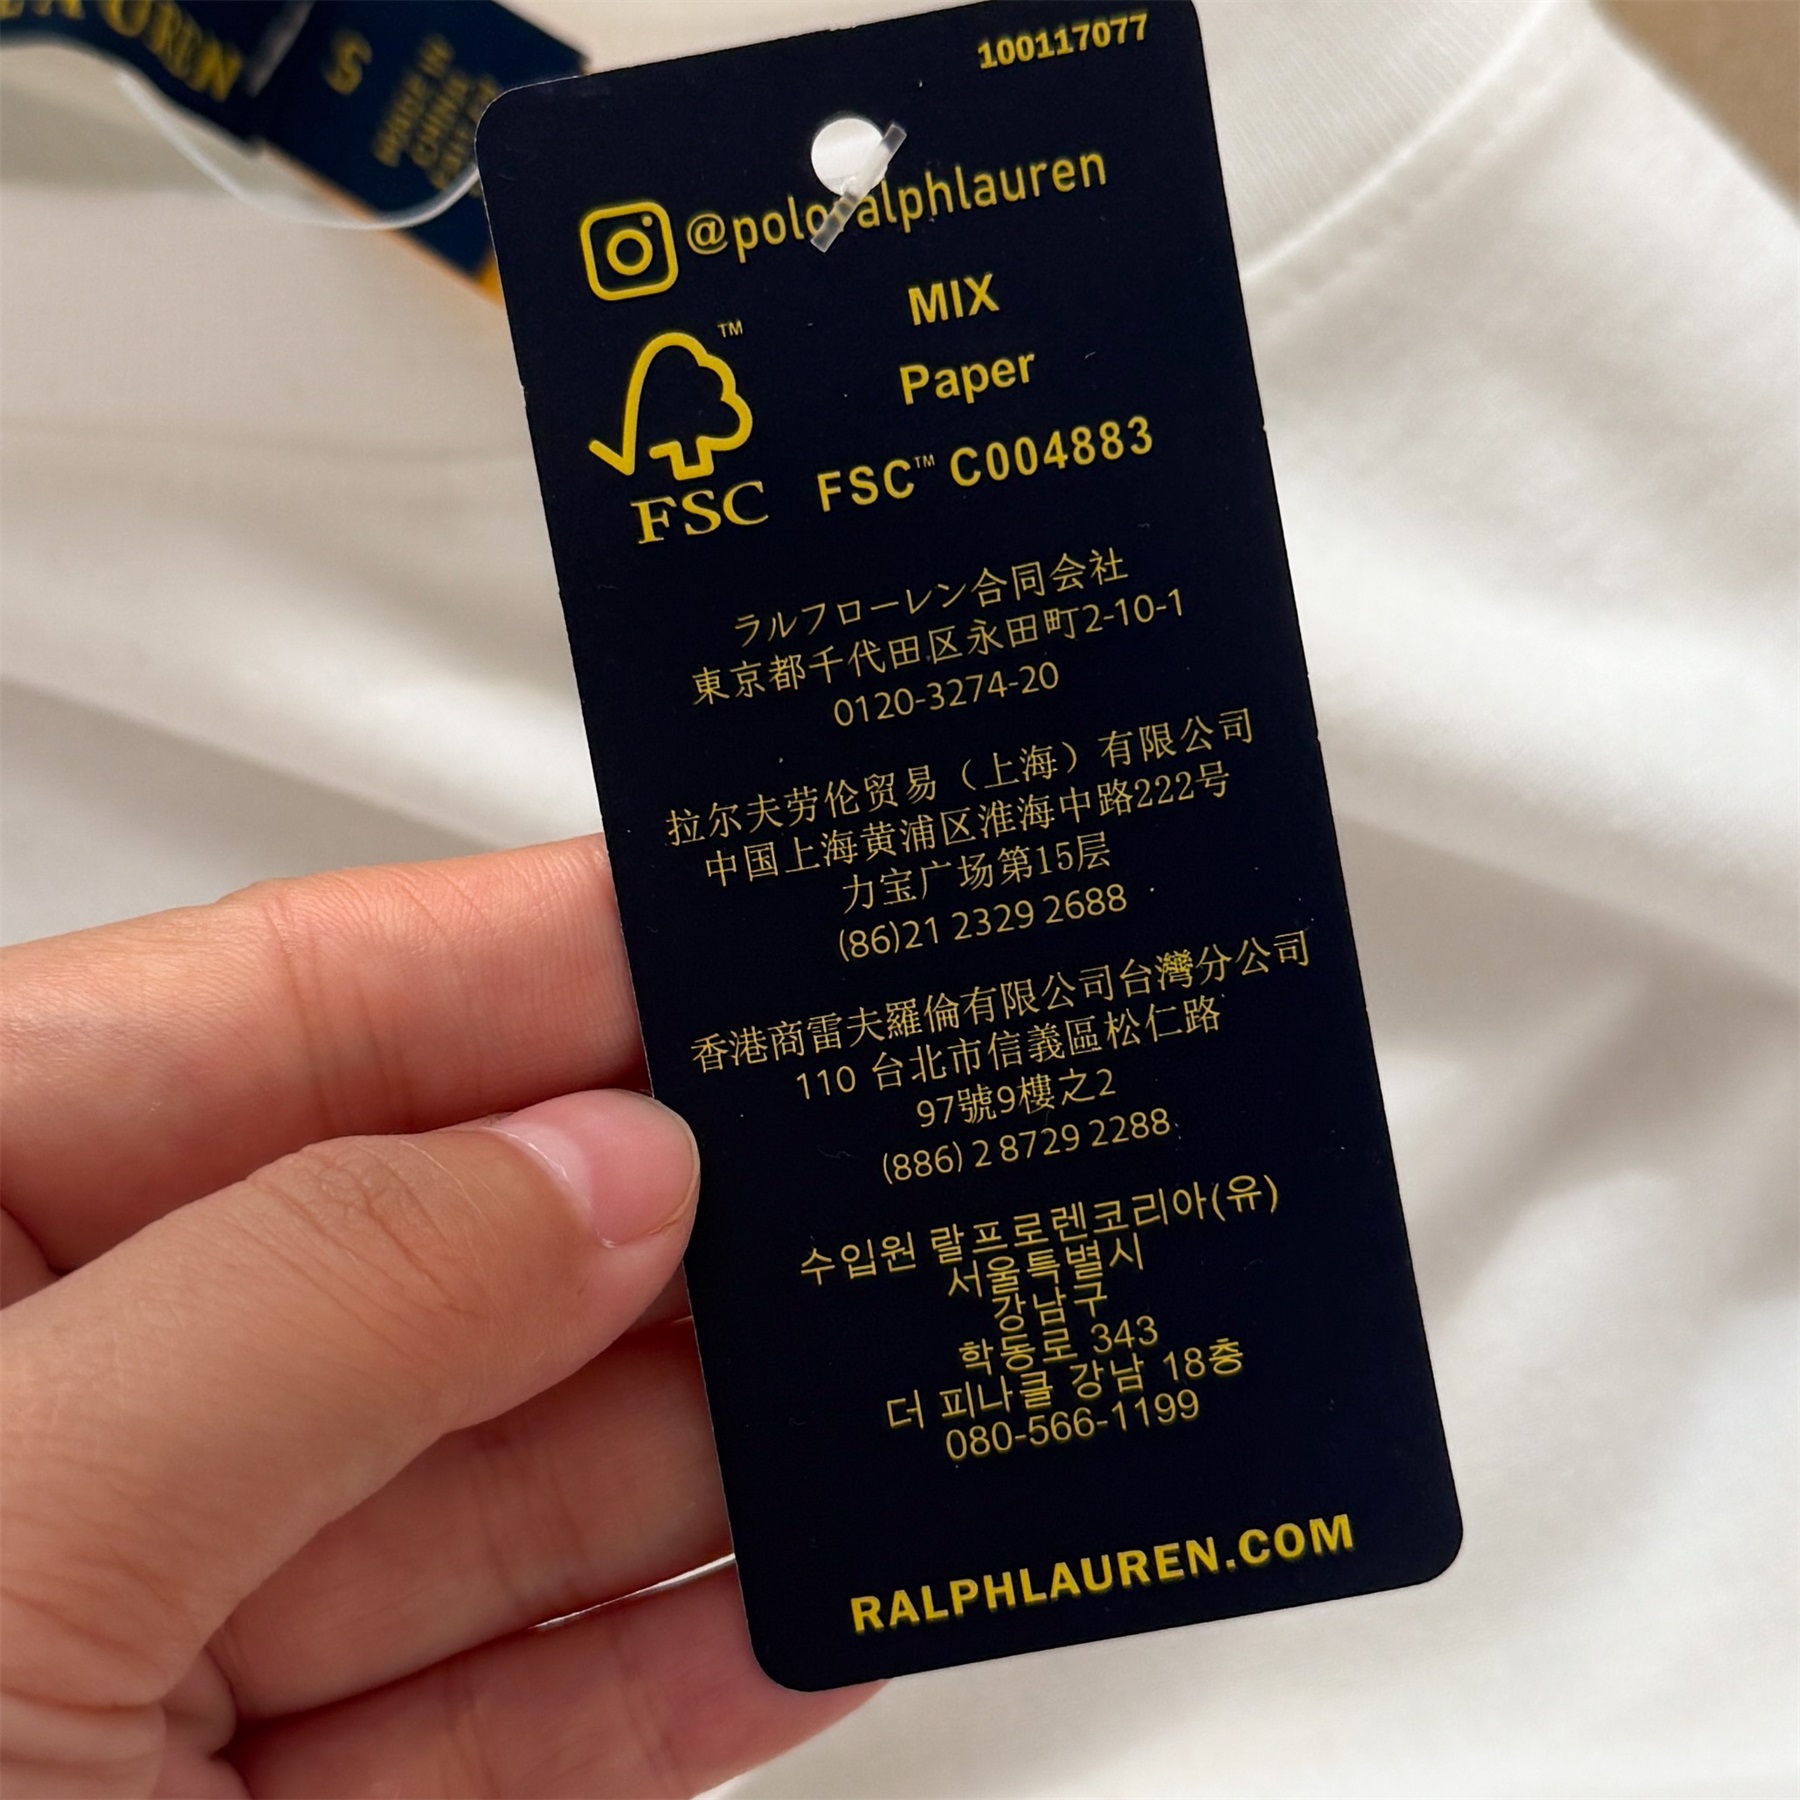 LAUREN
S
100117077
@poloralphlauren
MIX
Paper
FSC™ C004883
™
FSC
ラルフローレン合同会社
東京都千代田区永田町2-10-1
0120-3274-20
拉尔夫劳伦贸易（上海）有限公司
中国上海黄浦区淮海中路222号
力宝广场第15层
(86)21 2329 2688
香港商雷夫羅倫有限公司台灣分公司
110 台北市信義區松仁路
97號9樓之2
(886) 2 8729 2288
수입원 랄프로렌코리아(유)
서울특별시
강남구
학동로 343
더 피나클 강남 18층
080-566-1199
RALPHLAUREN.COM